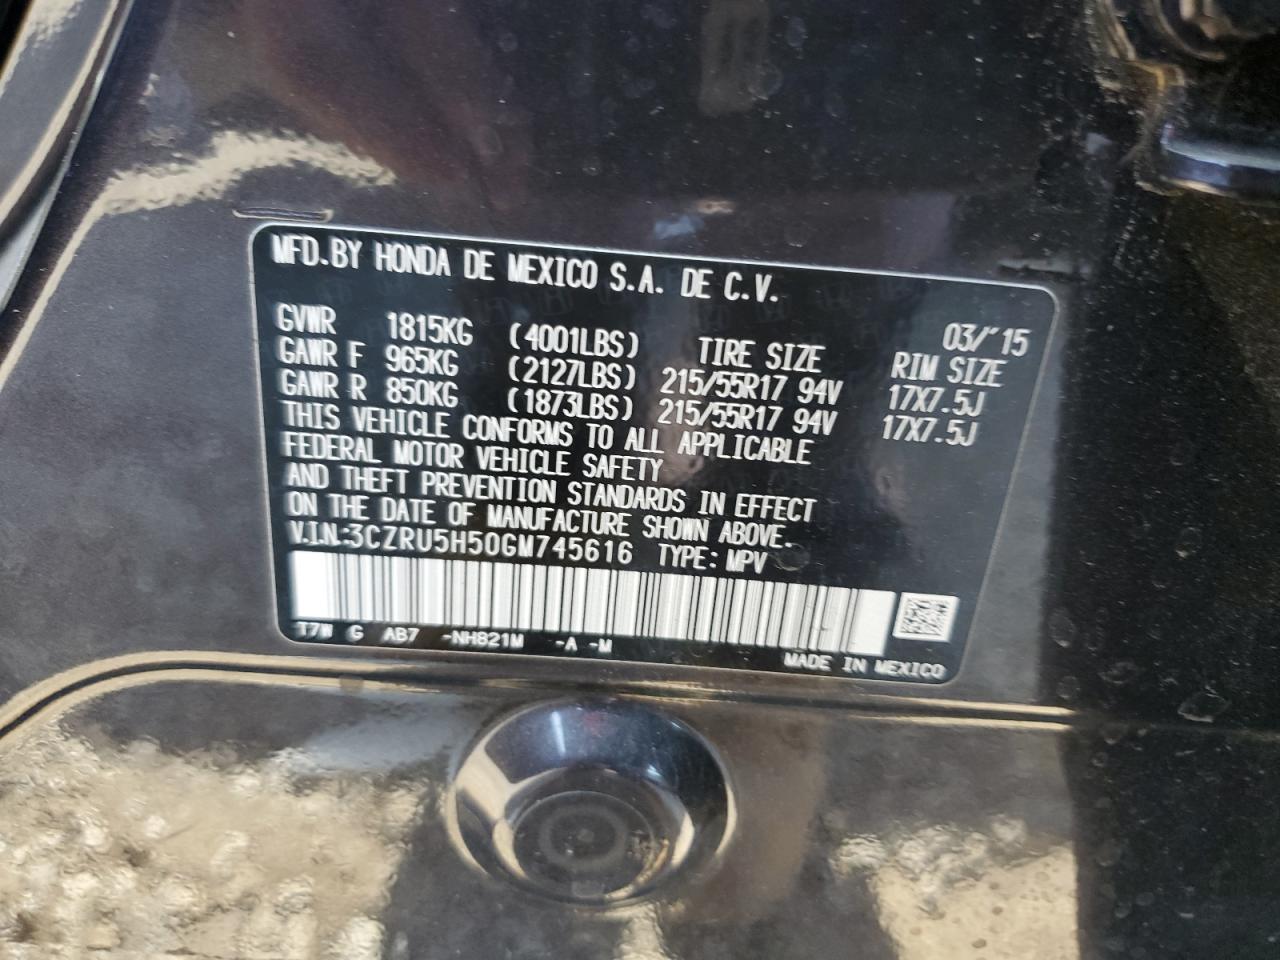 MFD.BY HONDA DE MEXICO S.A. DE C.V.
03/'15
GVWR 1815KG (4001LBS) TIRE SIZE RIM SIZE
GAWR F 965KG (2127LBS) 215/55R17 94V 17X7.5J
GAWR R 850KG (1873LBS) 215/55R17 94V 17X7.5J
THIS VEHICLE CONFORMS TO ALL APPLICABLE
FEDERAL MOTOR VEHICLE SAFETY
AND THEFT PREVENTION STANDARDS IN EFFECT
ON THE DATE OF MANUFACTURE SHOWN ABOVE.
V.I.N:3CZRU5H50GM745616 TYPE: MPV
T7W G AB7 -NH821M -A -M
MADE IN MEXICO